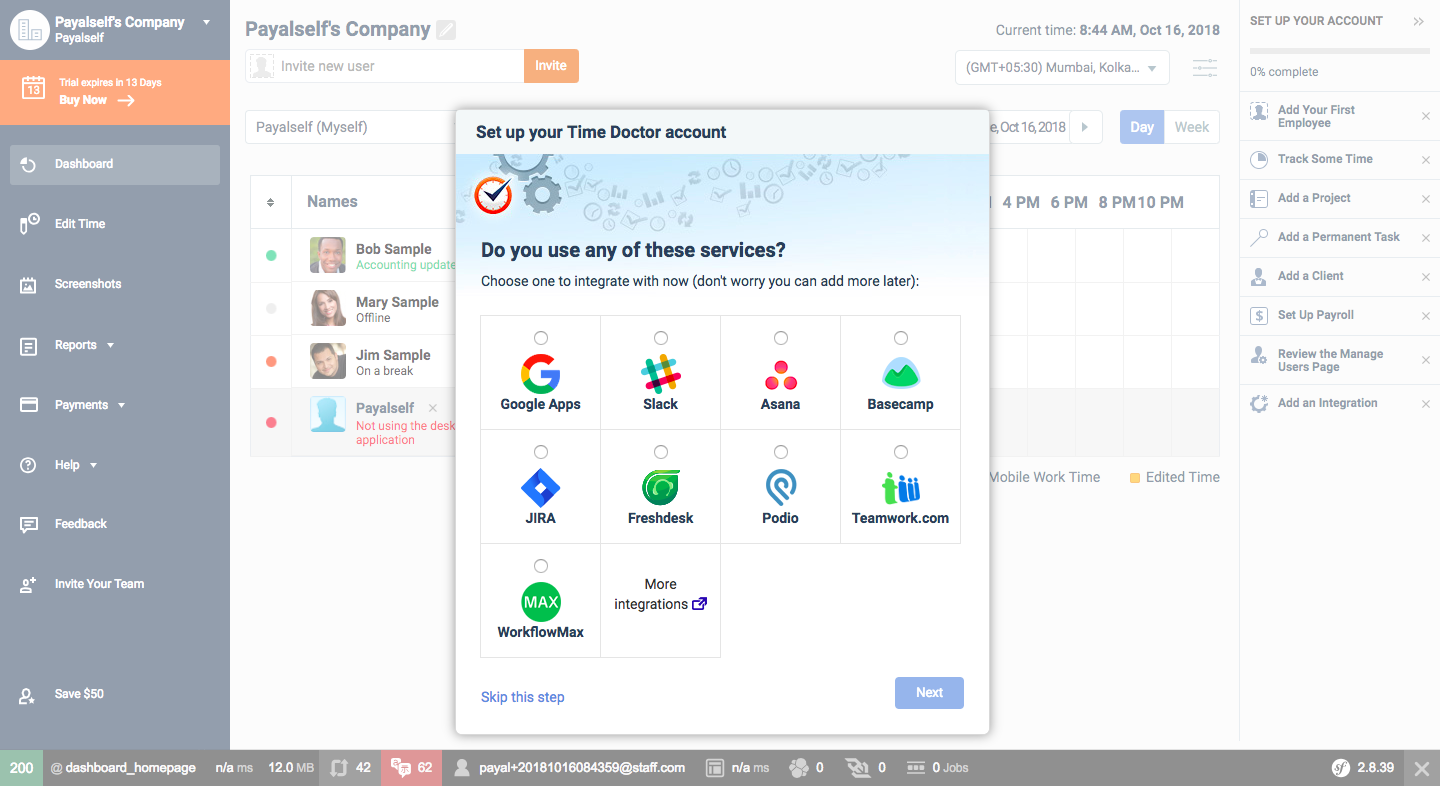 Payalself's Company
Payalself
13
Trial expires in 13 Days
Buy Now
Dashboard
Edit Time
Screenshots
Reports
Payments
Help
Feedback
Invite Your Team
Save $50
Payalself's Company
Current time: 8:44 AM, Oct 16, 2018
Invite new user
Invite
(GMT+05:30) Mumbai, Kolka...
Payalself (Myself)
e, Oct 16, 2018
Day
Week
Names
4 PM
6 PM
8 PM
10 PM
Bob Sample
Accounting update
Mary Sample
Offline
Jim Sample
On a break
Payalself
Not using the desk
application
Mobile Work Time
Edited Time
Set up your Time Doctor account
Do you use any of these services?
Choose one to integrate with now (don't worry you can add more later):
Google Apps
Slack
Asana
Basecamp
JIRA
Freshdesk
Podio
Teamwork.com
MAX
WorkflowMax
More
integrations
Skip this step
Next
SET UP YOUR ACCOUNT
0% complete
Add Your First
Employee
Track Some Time
Add a Project
Add a Permanent Task
Add a Client
$
Set Up Payroll
Review the Manage
Users Page
Add an Integration
200
@ dashboard_homepage
n/a ms
12.0 MB
42
62
payal+20181016084359@staff.com
n/a ms
0
0
0 Jobs
sf
2.8.39